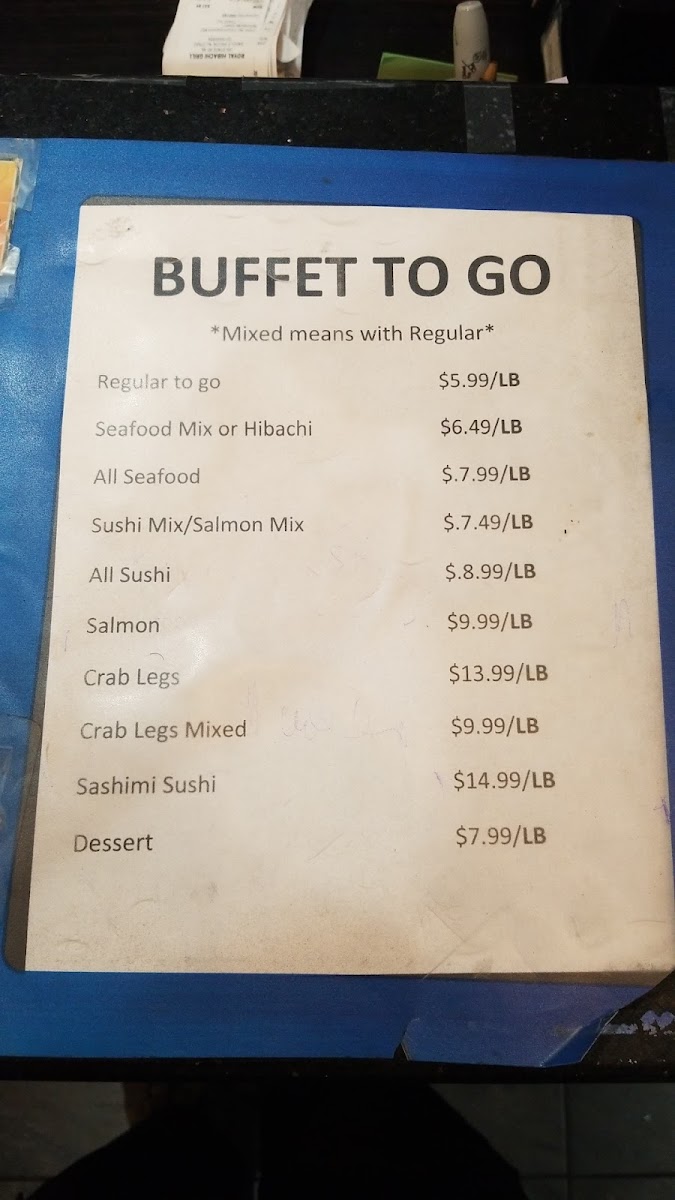 ROYAL HIBACHI GRILL
BUFFET TO GO
*Mixed means with Regular*
Regular to go $5.99/LB
Seafood Mix or Hibachi $6.49/LB
All Seafood $.7.99/LB
Sushi Mix/Salmon Mix $.7.49/LB
All Sushi $.8.99/LB
Salmon $9.99/LB
Crab Legs $13.99/LB
Crab Legs Mixed $9.99/LB
Sashimi Sushi $14.99/LB
Dessert $7.99/LB